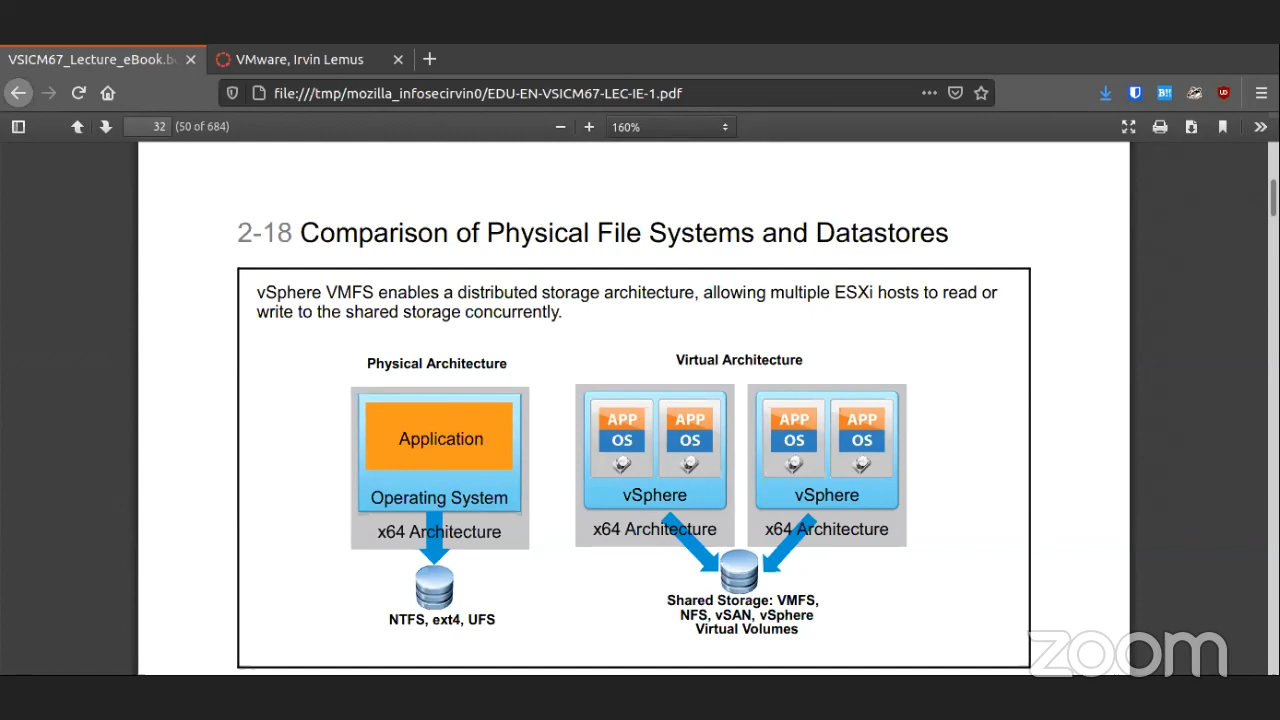 VSICM67_Lecture_eBook.b
VMware, Irvin Lemus
file:///tmp/mozilla_infosecirvin0/EDU-EN-VSICM67-LEC-IE-1.pdf
32 (50 of 684)
160%
2-18 Comparison of Physical File Systems and Datastores
vSphere VMFS enables a distributed storage architecture, allowing multiple ESXi hosts to read or
write to the shared storage concurrently.
Physical Architecture
Virtual Architecture
Application
Operating System
x64 Architecture
NTFS, ext4, UFS
APP APP
OS OS
vSphere
x64 Architecture
APP APP
OS OS
vSphere
x64 Architecture
Shared Storage: VMFS,
NFS, vSAN, vSphere
Virtual Volumes
zoom